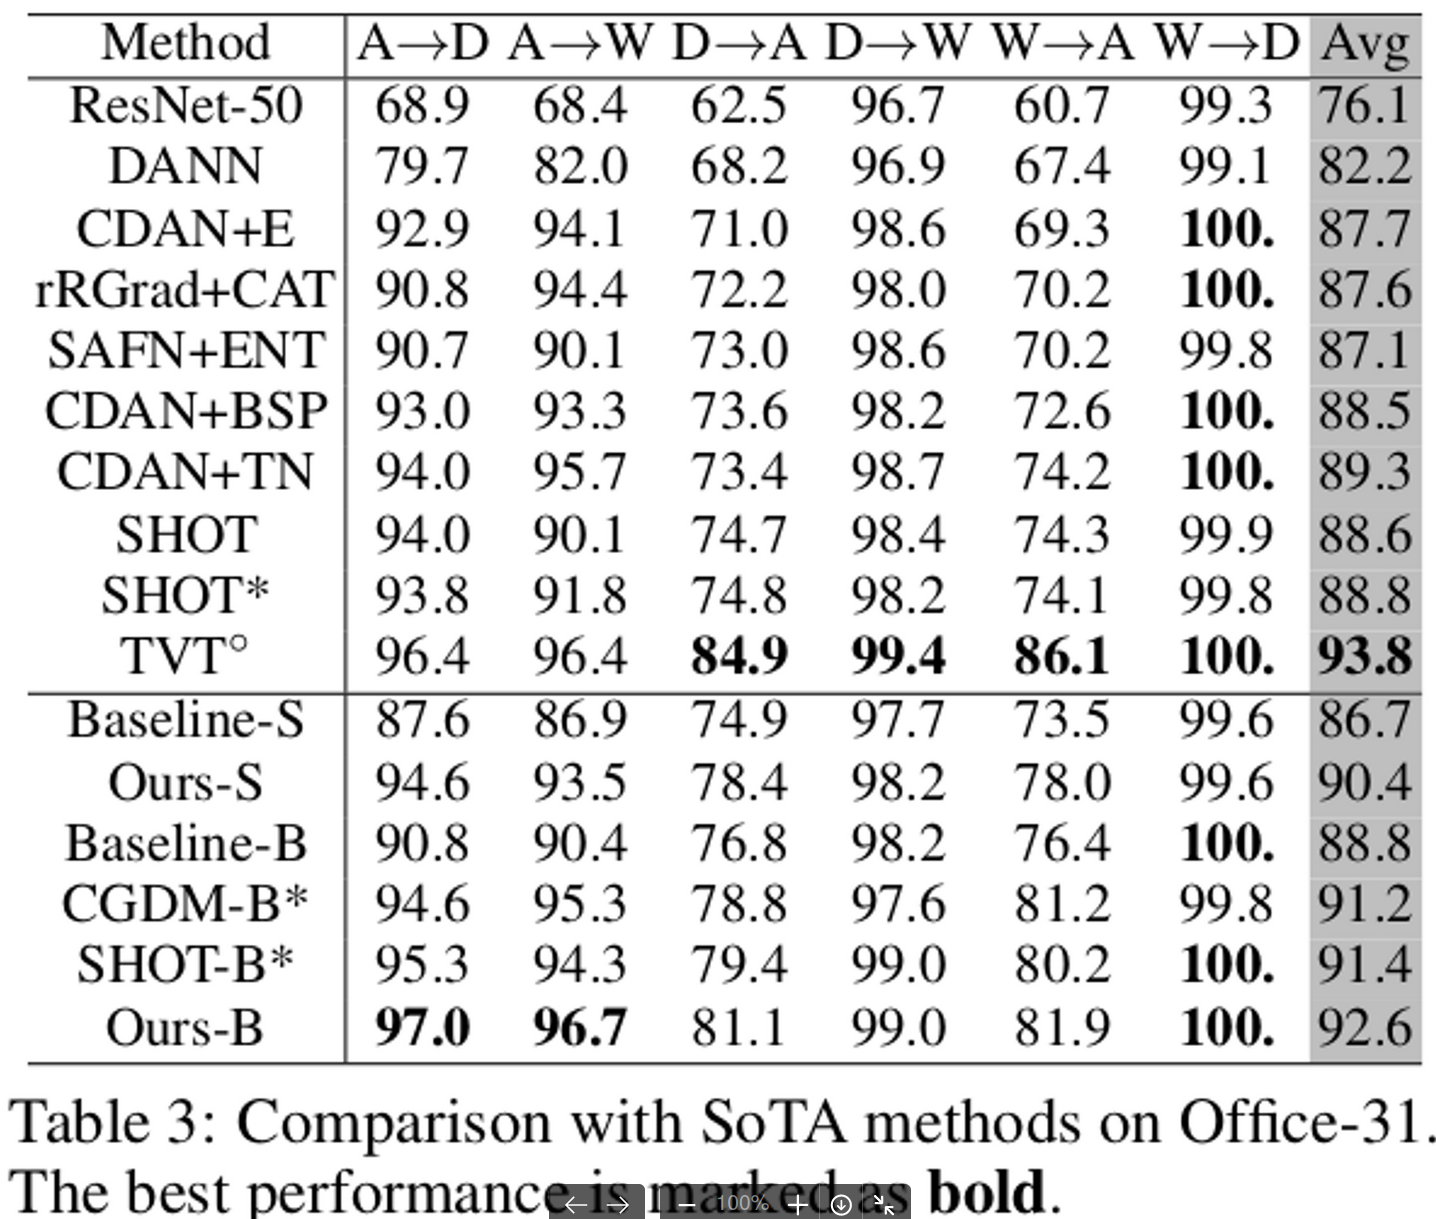 Method A→D A→W D→A D→W W→A W→D Avg
ResNet-50 68.9 68.4 62.5 96.7 60.7 99.3 76.1
DANN 79.7 82.0 68.2 96.9 67.4 99.1 82.2
CDAN+E 92.9 94.1 71.0 98.6 69.3 100. 87.7
rRGrad+CAT 90.8 94.4 72.2 98.0 70.2 100. 87.6
SAFN+ENT 90.7 90.1 73.0 98.6 70.2 99.8 87.1
CDAN+BSP 93.0 93.3 73.6 98.2 72.6 100. 88.5
CDAN+TN 94.0 95.7 73.4 98.7 74.2 100. 89.3
SHOT 94.0 90.1 74.7 98.4 74.3 99.9 88.6
SHOT* 93.8 91.8 74.8 98.2 74.1 99.8 88.8
TVT° 96.4 96.4 84.9 99.4 86.1 100. 93.8
Baseline-S 87.6 86.9 74.9 97.7 73.5 99.6 86.7
Ours-S 94.6 93.5 78.4 98.2 78.0 99.6 90.4
Baseline-B 90.8 90.4 76.8 98.2 76.4 100. 88.8
CGDM-B* 94.6 95.3 78.8 97.6 81.2 99.8 91.2
SHOT-B* 95.3 94.3 79.4 99.0 80.2 100. 91.4
Ours-B 97.0 96.7 81.1 99.0 81.9 100. 92.6
Table 3: Comparison with SoTA methods on Office-31.
The best performance is marked as bold.
100%